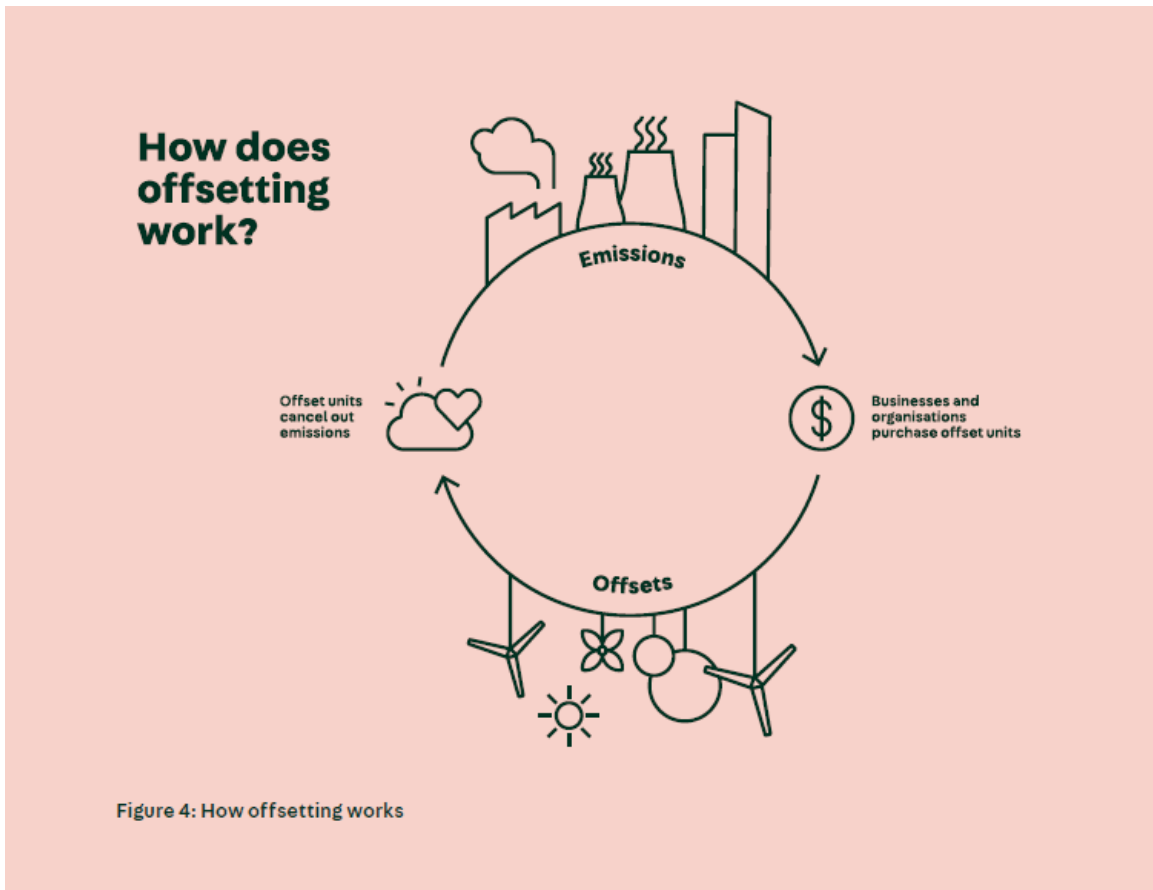 How does
offsetting
work?
Emissions
Offset units
cancel out
emissions
$
Businesses and
organisations
purchase offset units
Offsets
Figure 4: How offsetting works